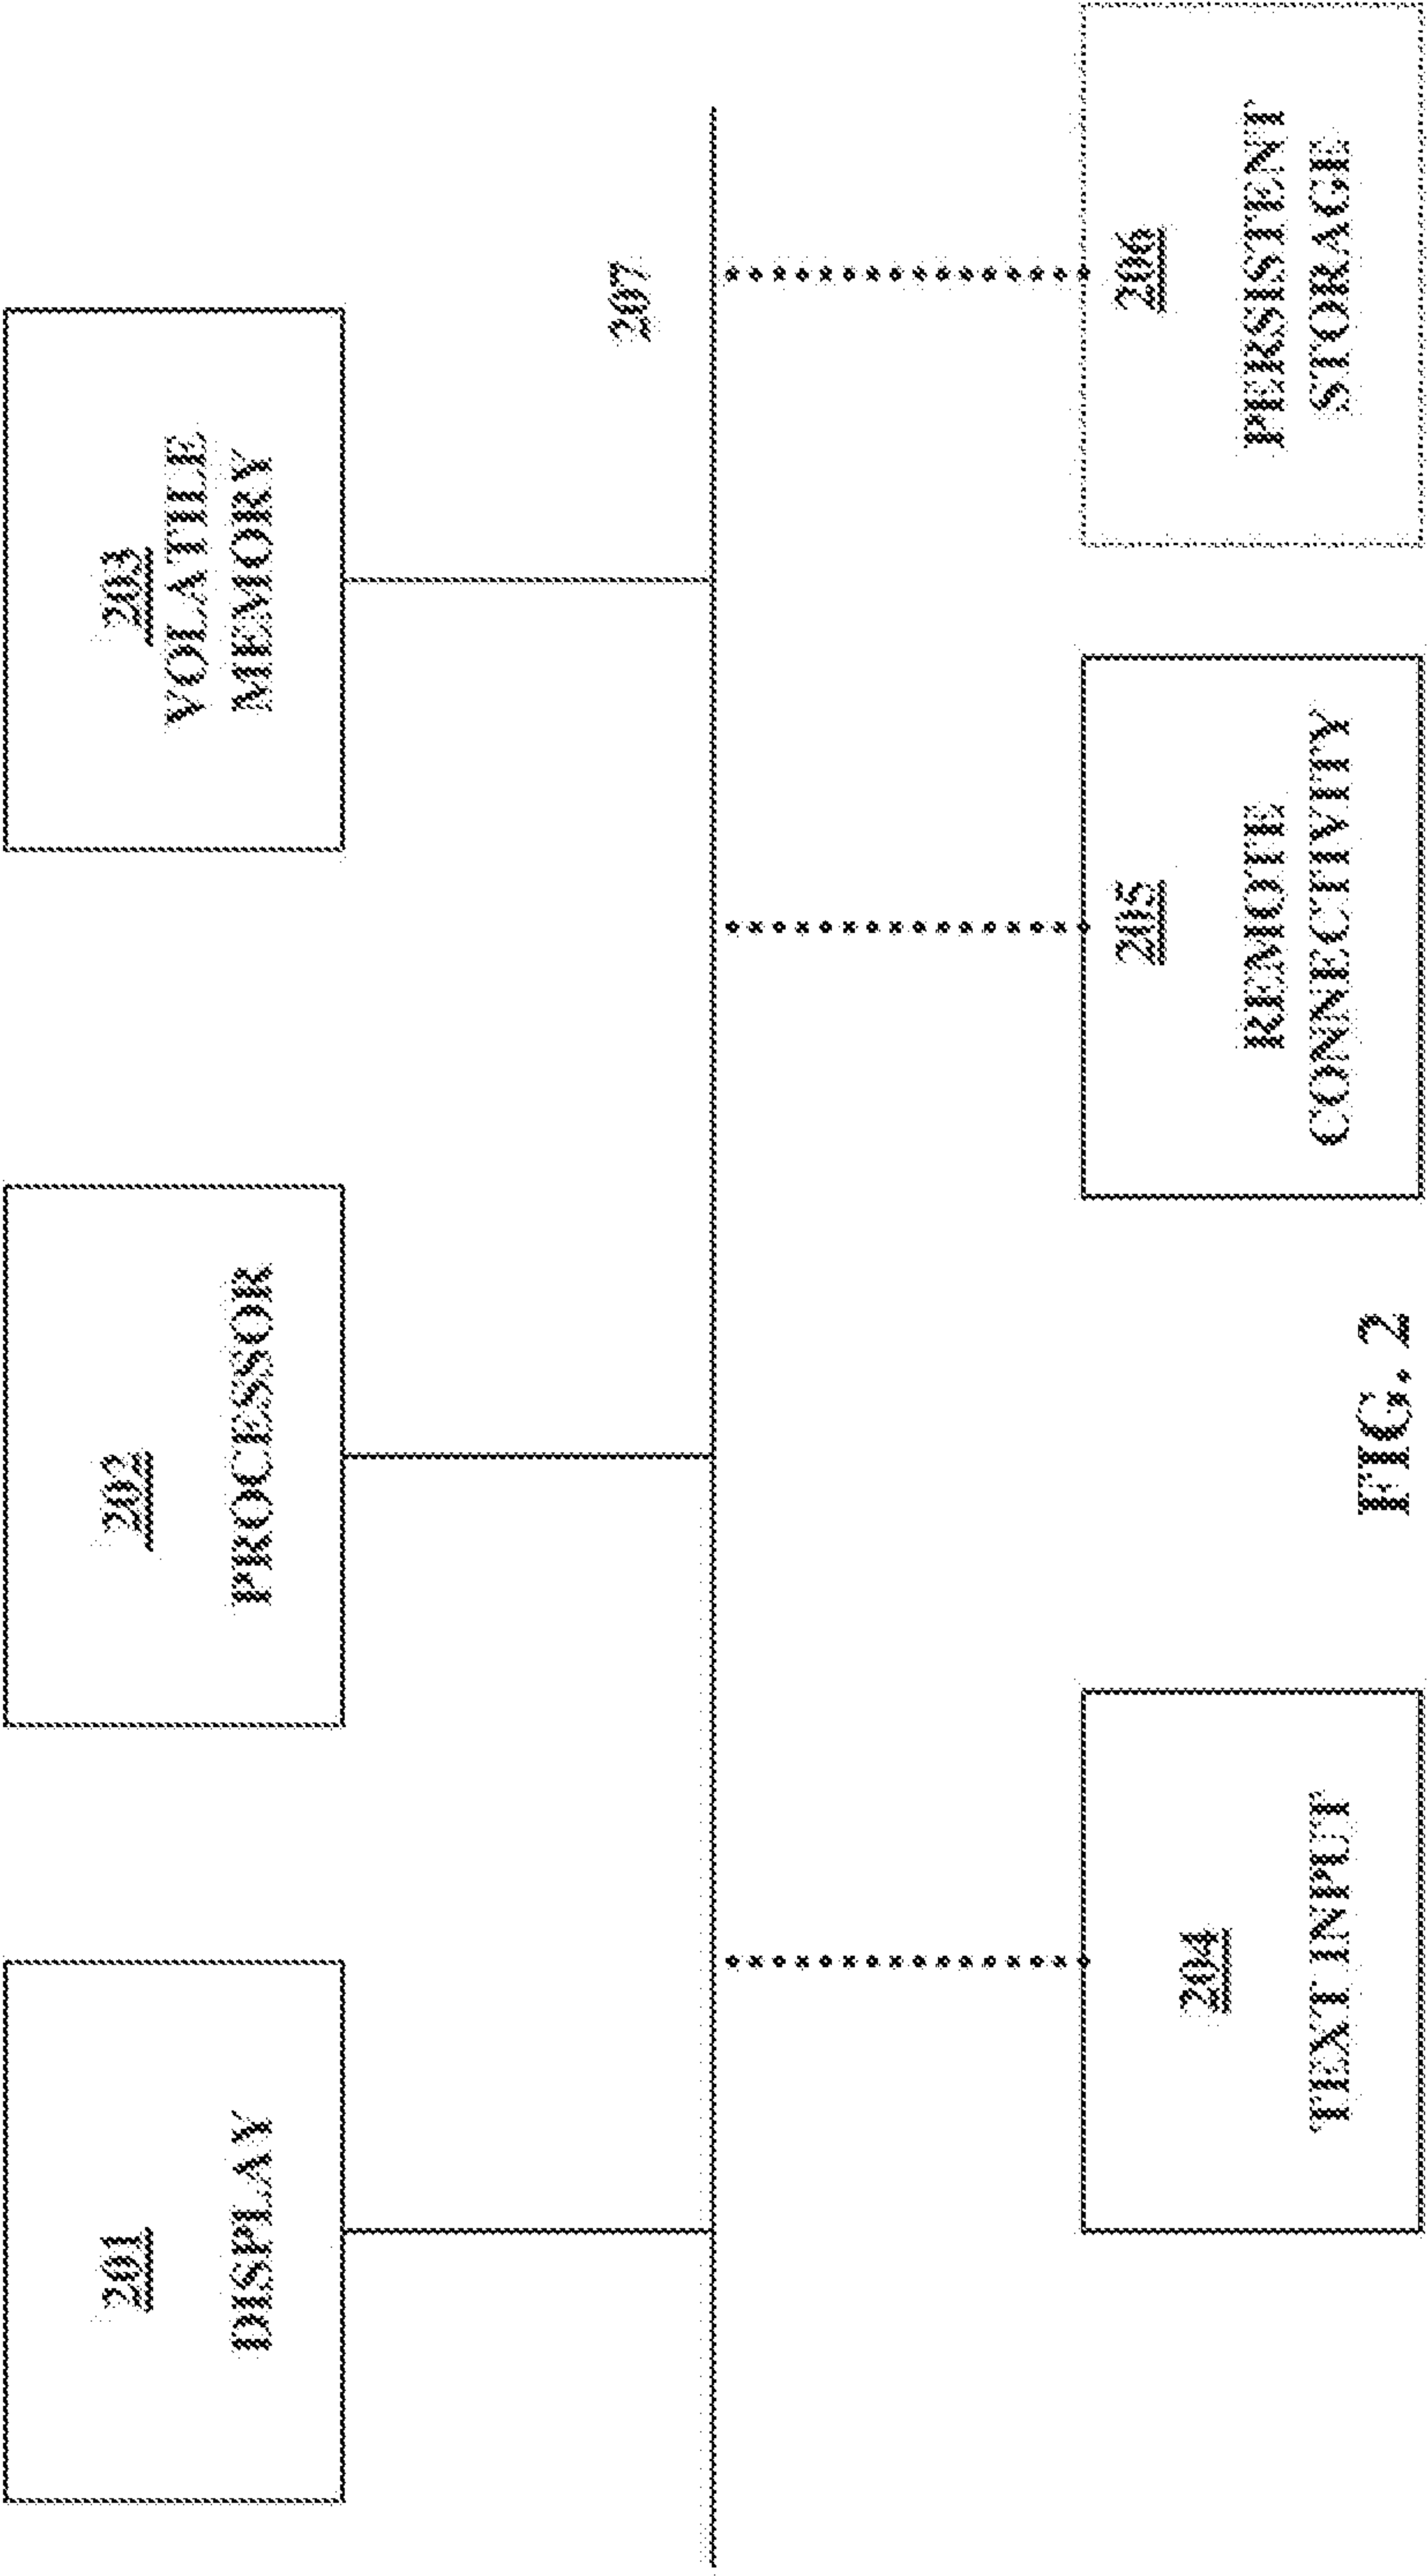 201
DISPLAY
202
PROCESSOR
203
VOLATILE
MEMORY
207
204
TEXT INPUT
205
REMOTE
CONNECTIVITY
206
PERSISTENT
STORAGE
FIG. 2